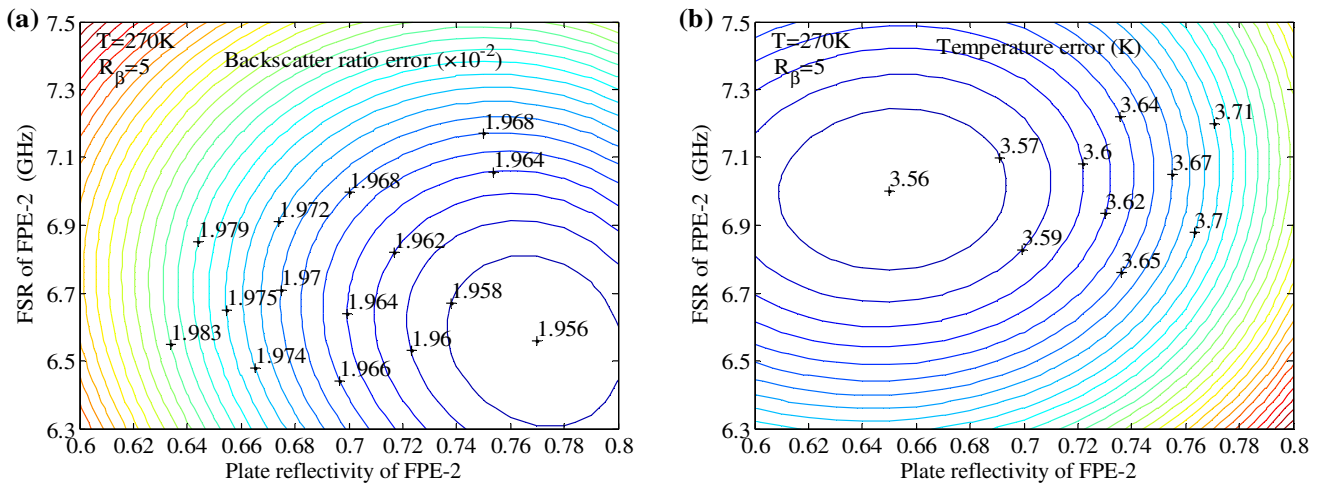 (a)
T=270K
R_β=5
Backscatter ratio error (×10^-2)
7.5
7.3
7.1
6.9
6.7
6.5
6.3
FSR of FPE-2 (GHz)
1.968
1.964
1.968
1.972
1.979
1.962
1.97
1.975
1.964
1.958
1.983
1.974
1.966
1.96
1.956
0.6 0.62 0.64 0.66 0.68 0.7 0.72 0.74 0.76 0.78 0.8
Plate reflectivity of FPE-2
(b)
T=270K
R_β=5
Temperature error (K)
7.5
7.3
7.1
6.9
6.7
6.5
6.3
FSR of FPE-2 (GHz)
3.64
3.71
3.57
3.6
3.67
3.56
3.62
3.7
3.59
3.65
0.6 0.62 0.64 0.66 0.68 0.7 0.72 0.74 0.76 0.78 0.8
Plate reflectivity of FPE-2